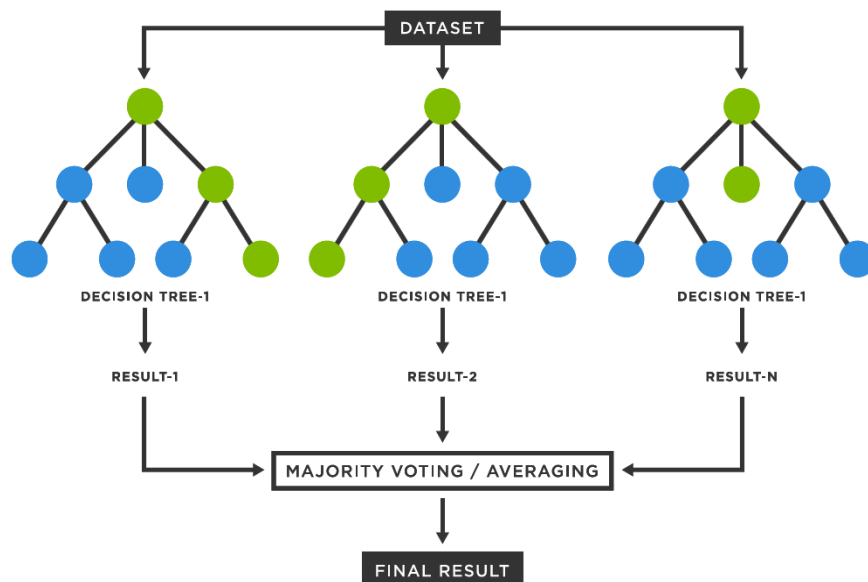 DATASET
DECISION TREE-1
DECISION TREE-1
DECISION TREE-1
RESULT-1
RESULT-2
RESULT-N
MAJORITY VOTING / AVERAGING
FINAL RESULT